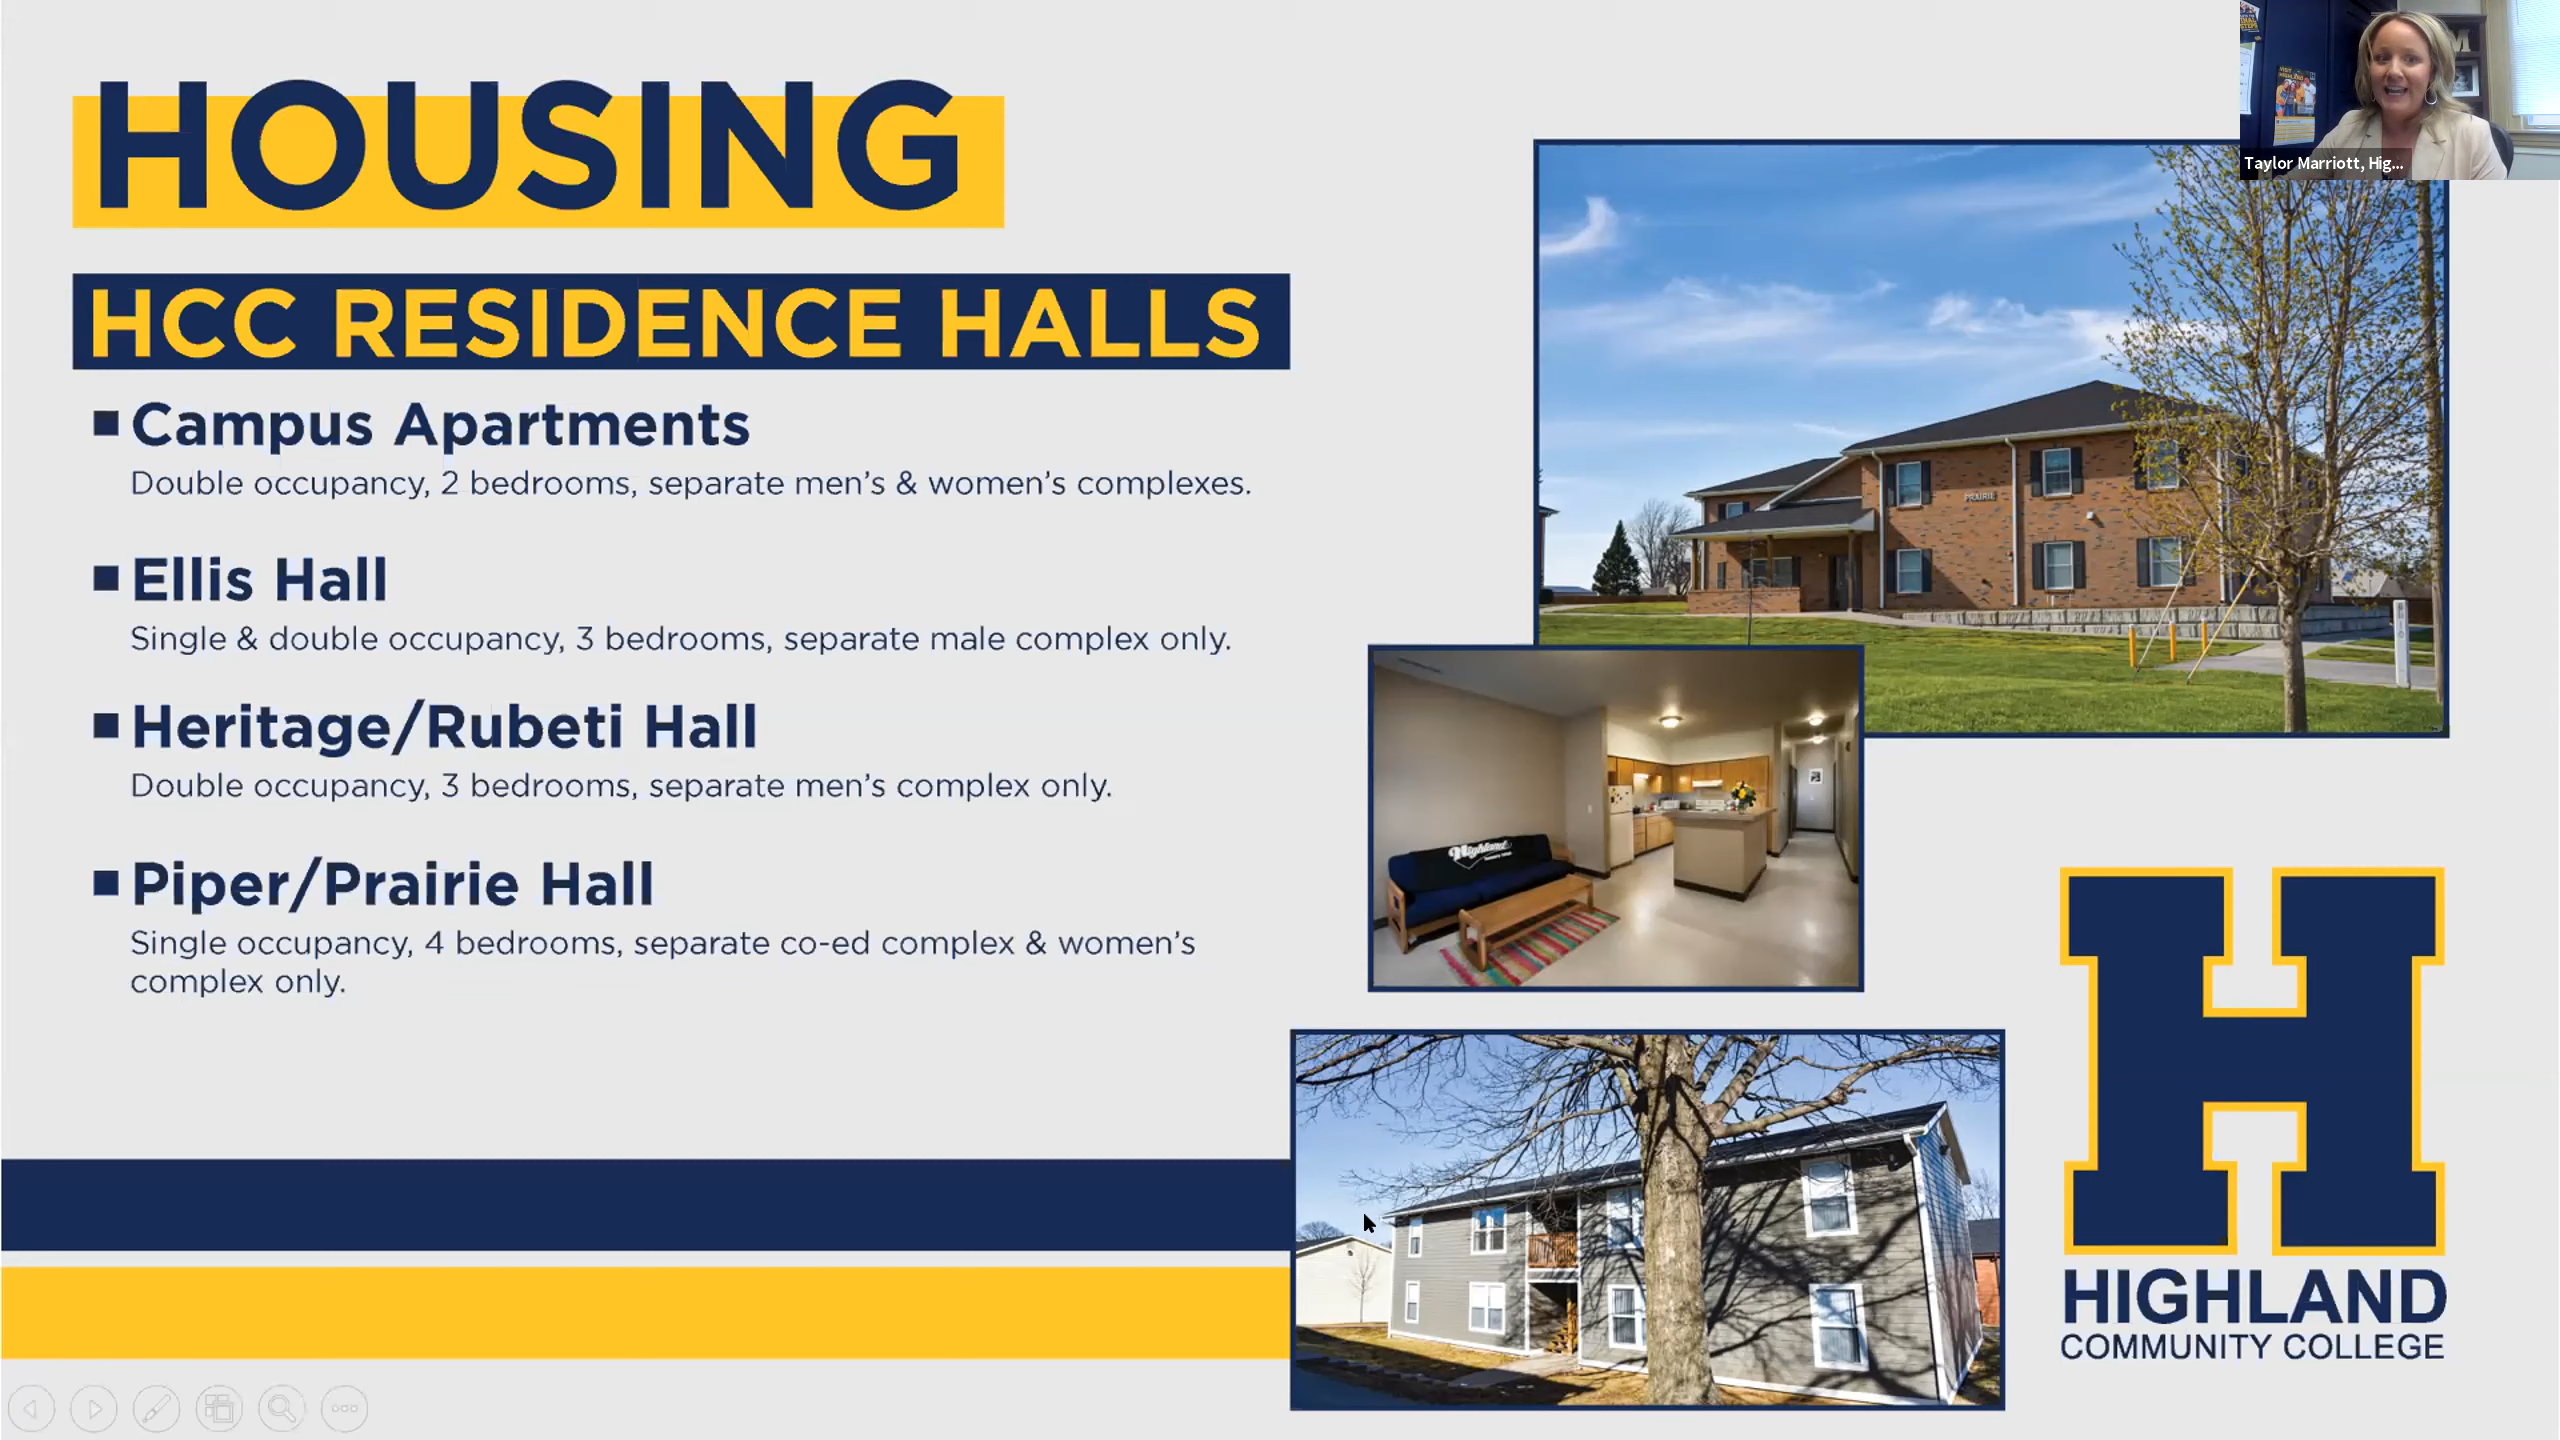 Taylor Marriott, Hig...
HOUSING
HCC RESIDENCE HALLS
Campus Apartments
Double occupancy, 2 bedrooms, separate men's & women's complexes.
Ellis Hall
Single & double occupancy, 3 bedrooms, separate male complex only.
Heritage/Rubeti Hall
Double occupancy, 3 bedrooms, separate men's complex only.
Piper/Prairie Hall
Single occupancy, 4 bedrooms, separate co-ed complex & women's
complex only.
PRAIRIE
Highland
H
HIGHLAND
COMMUNITY COLLEGE